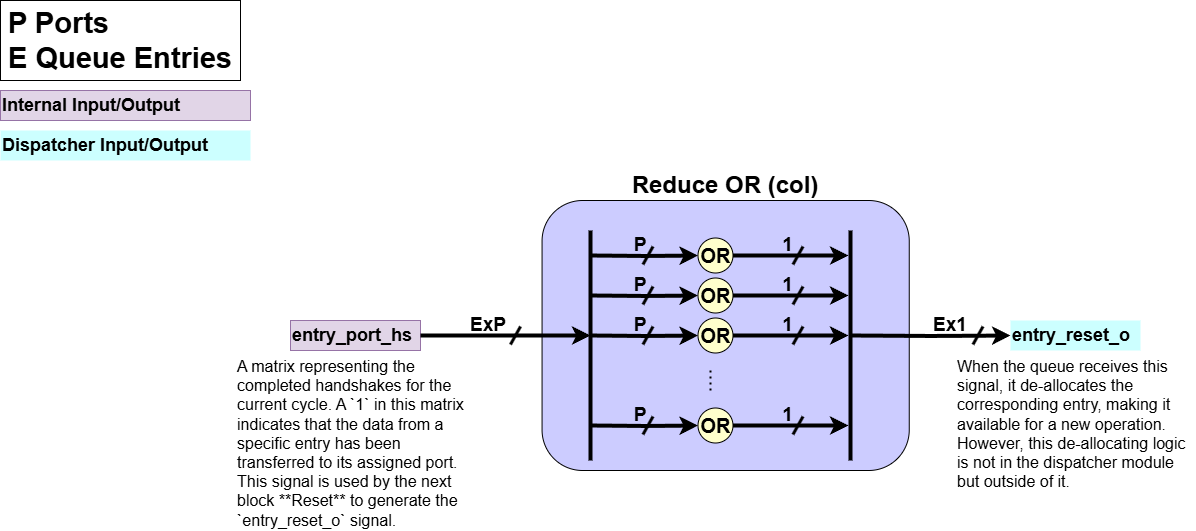 P Ports
E Queue Entries
Internal Input/Output
Dispatcher Input/Output
Reduce OR (col)
P OR 1
P OR 1
entry_port_hs ExP P OR 1 Ex1 entry_reset_o
P OR 1
A matrix representing the
completed handshakes for the
current cycle. A `1` in this matrix
indicates that the data from a
specific entry has been
transferred to its assigned port.
This signal is used by the next
block **Reset** to generate the
`entry_reset_o` signal.
When the queue receives this
signal, it de-allocates the
corresponding entry, making it
available for a new operation.
However, this de-allocating logic
is not in the dispatcher module
but outside of it.